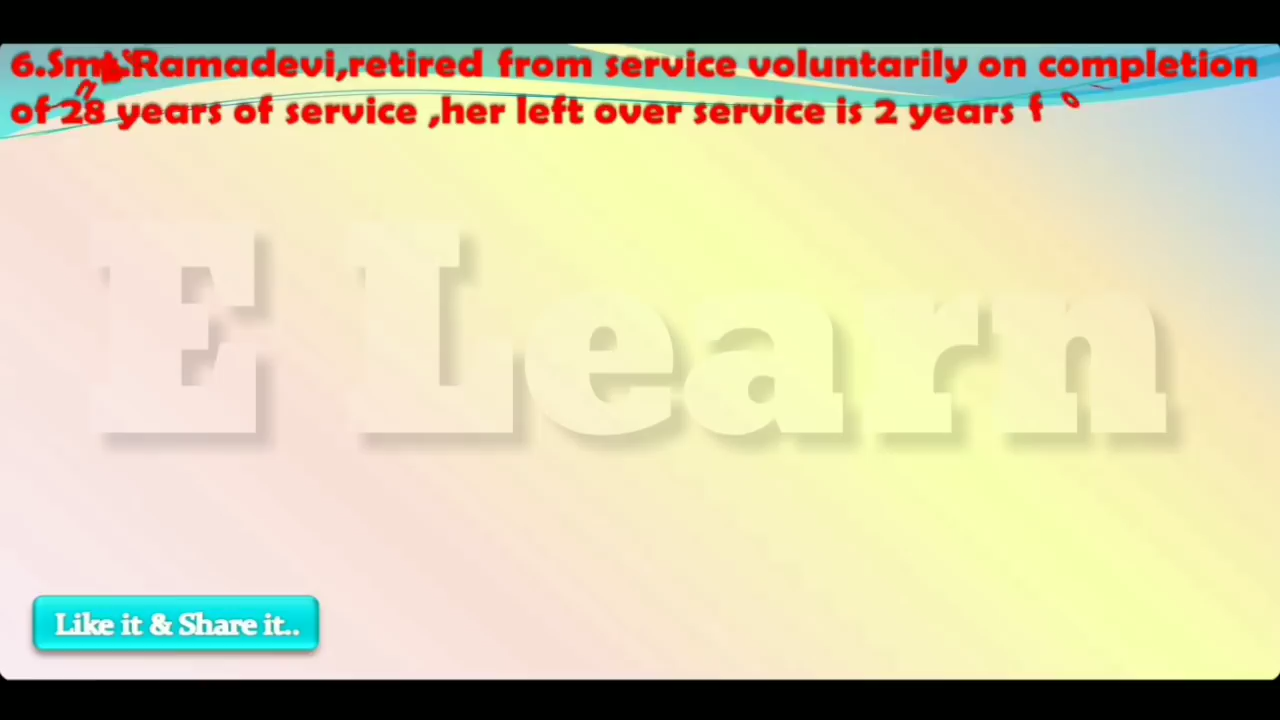 6.Smt.Ramadevi,retired from service voluntarily on completion
of 28 years of service ,her left over service is 2 years f
E Learn
Like it & Share it..